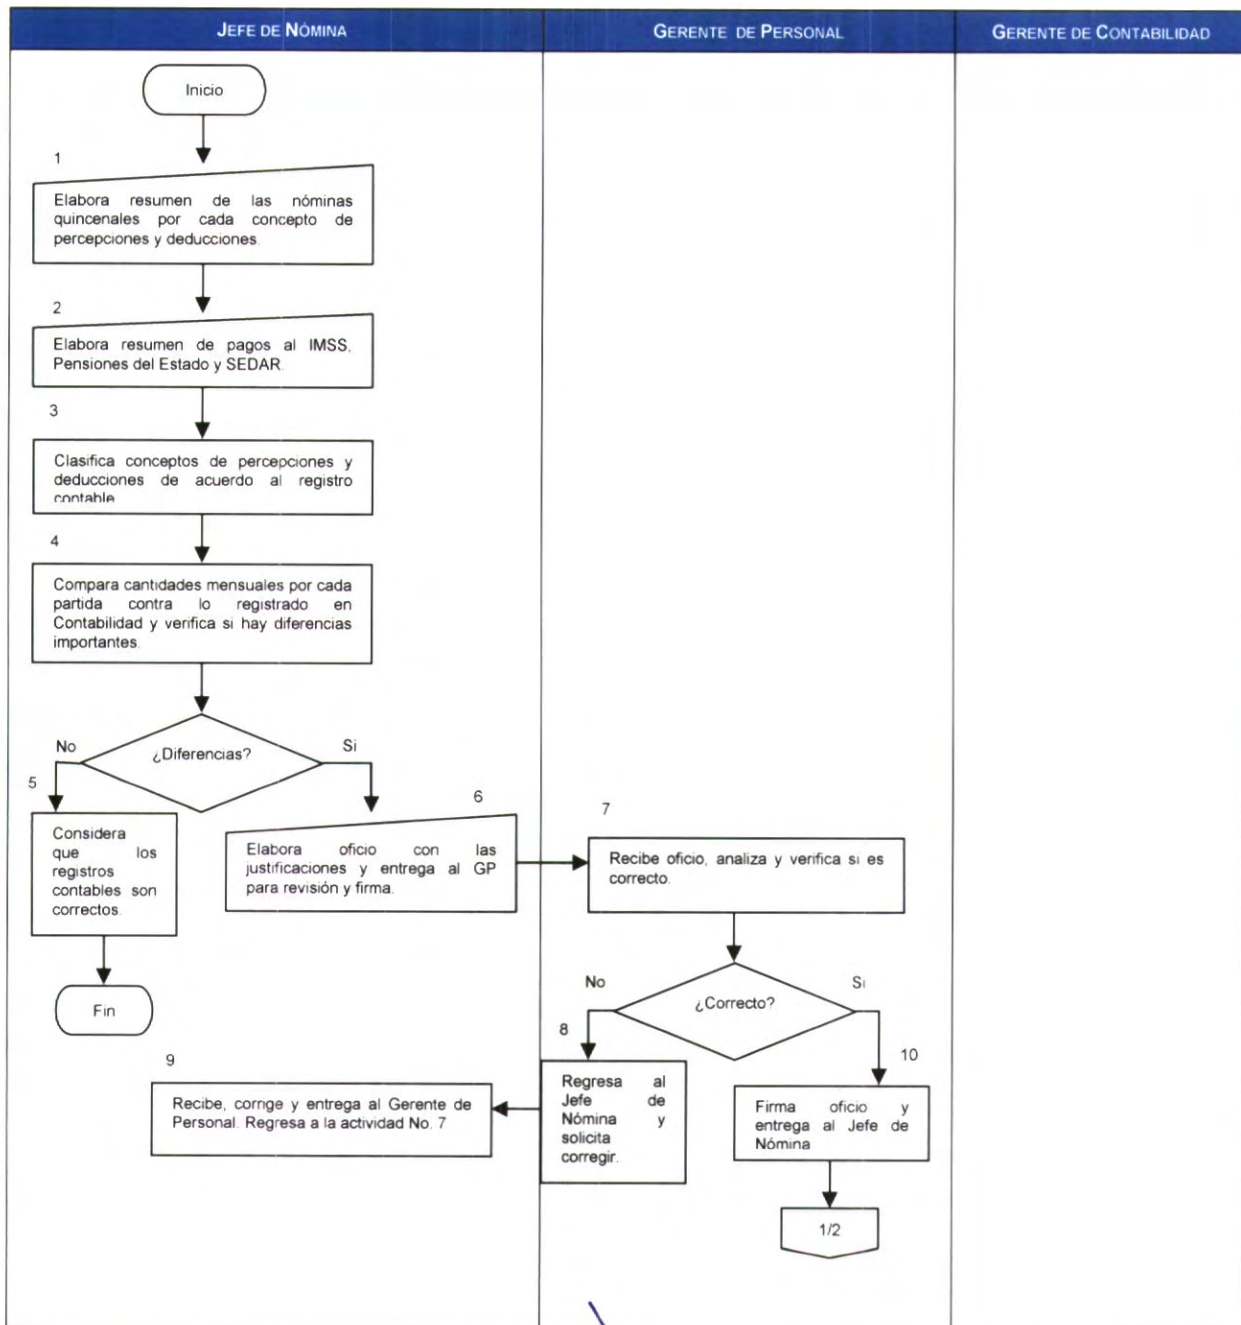 JEFE DE NÓMINA
GERENTE DE PERSONAL
GERENTE DE CONTABILIDAD
Inicio
1
Elabora resumen de las nóminas
quincenales por cada concepto de
percepciones y deducciones.
2
Elabora resumen de pagos al IMSS,
Pensiones del Estado y SEDAR.
3
Clasifica conceptos de percepciones y
deducciones de acuerdo al registro
contable
4
Compara cantidades mensuales por cada
partida contra lo registrado en
Contabilidad y verifica si hay diferencias
importantes.
¿Diferencias?
No
Si
5
Considera
que los
registros
contables son
correctos.
Fin
6
Elabora oficio con las
justificaciones y entrega al GP
para revisión y firma.
7
Recibe oficio, analiza y verifica si es
correcto.
¿Correcto?
No
Si
8
Regresa al
Jefe de
Nómina y
solicita
corregir.
9
Recibe, corrige y entrega al Gerente de
Personal. Regresa a la actividad No. 7
10
Firma oficio y
entrega al Jefe de
Nómina
1/2